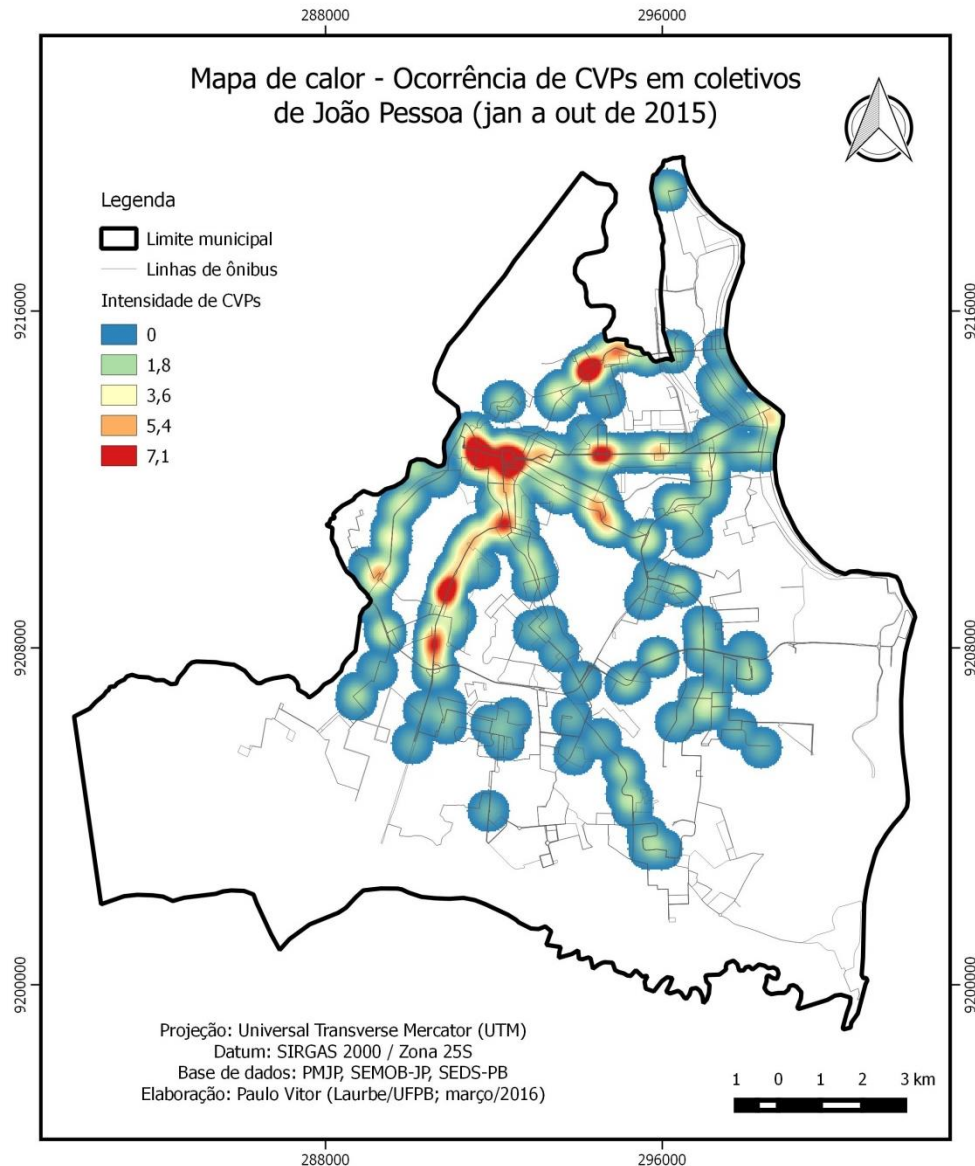 288000
296000
Mapa de calor - Ocorrência de CVPs em coletivos
de João Pessoa (jan a out de 2015)
Legenda
Limite municipal
Linhas de ônibus
Intensidade de CVPs
0
1,8
3,6
5,4
7,1
9216000
9216000
9208000
9208000
9200000
9200000
Projeção: Universal Transverse Mercator (UTM)
Datum: SIRGAS 2000 / Zona 25S
Base de dados: PMJP, SEMOB-JP, SEDS-PB
Elaboração: Paulo Vitor (Laurbe/UFPB; março/2016)
1 0 1 2 3 km
288000
296000